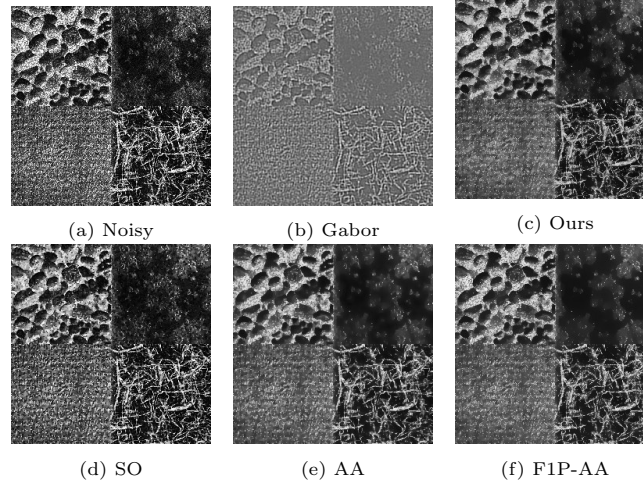 (a) Noisy
(b) Gabor
(c) Ours
(d) SO
(e) AA
(f) F1P-AA